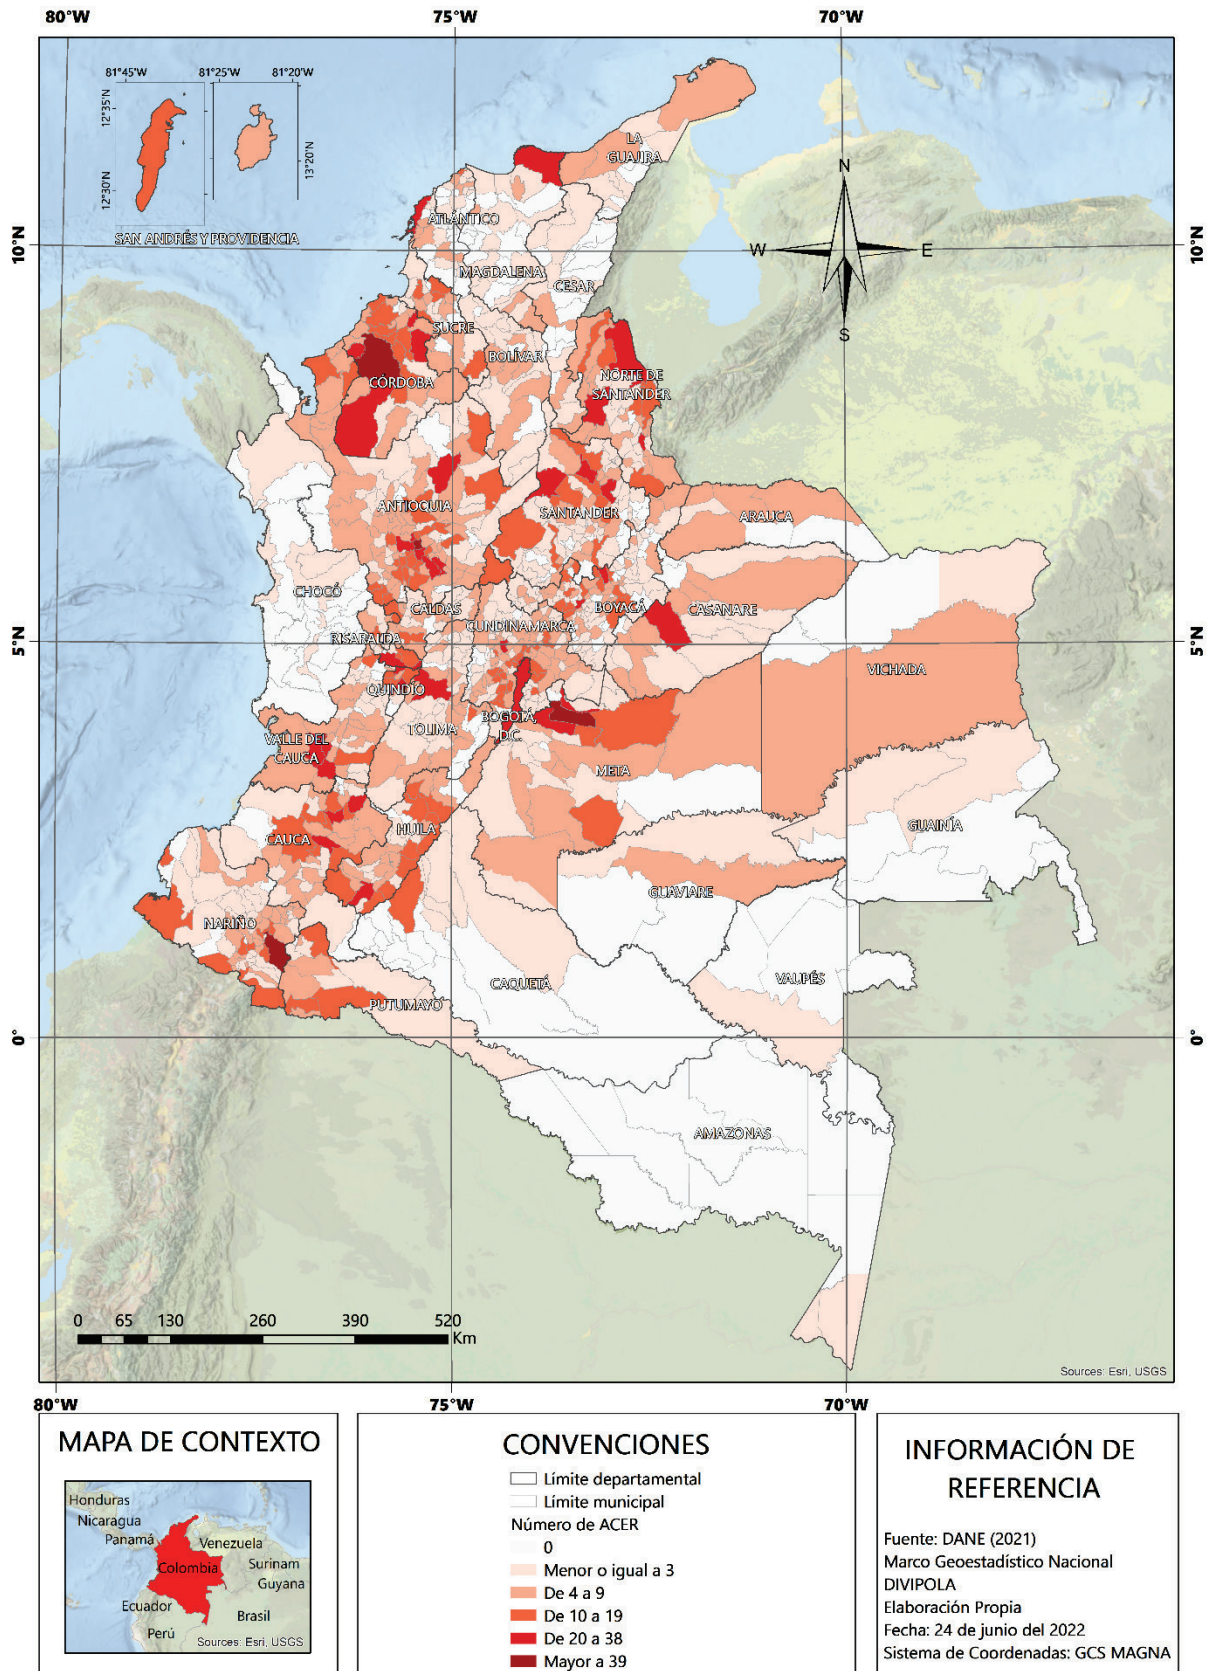 80°W 75°W 70°W
81°45'W 81°25'W 81°20'W
12°35'N
12°30'N
13°20'N
SAN ANDRÉS Y PROVIDENCIA
LA
GUAJIRA
N
W E
S
10°N 10°N
ATLÁNTICO
MAGDALENA
CESAR
SUCRE
BOLÍVAR
CÓRDOBA
NORTE DE
SANTANDER
ANTIOQUIA
SANTANDER
ARAUCA
CHOCÓ
CALDAS
BOYACÁ
CASANARE
CUNDINAMARCA
RISARALDA
5°N 5°N
VICHADA
QUINDÍO
TOLIMA
BOGOTÁ,
D.C.
VALLE DEL
CAUCA
META
HUILA
CAUCA
GUAINÍA
GUAVIARE
NARIÑO
CAQUETÁ
VAUPÉS
PUTUMAYO
0° 0°
AMAZONAS
0 65 130 260 390 520
Km
Sources: Esri, USGS
80°W 75°W 70°W
MAPA DE CONTEXTO
Honduras
Nicaragua
Panamá
Venezuela
Colombia
Surinam
Guyana
Ecuador
Brasil
Perú
Sources: Esri, USGS
CONVENCIONES
Límite departamental
Límite municipal
Número de ACER
0
Menor o igual a 3
De 4 a 9
De 10 a 19
De 20 a 38
Mayor a 39
INFORMACIÓN DE
REFERENCIA
Fuente: DANE (2021)
Marco Geoestadístico Nacional
DIVIPOLA
Elaboración Propia
Fecha: 24 de junio del 2022
Sistema de Coordenadas: GCS MAGNA